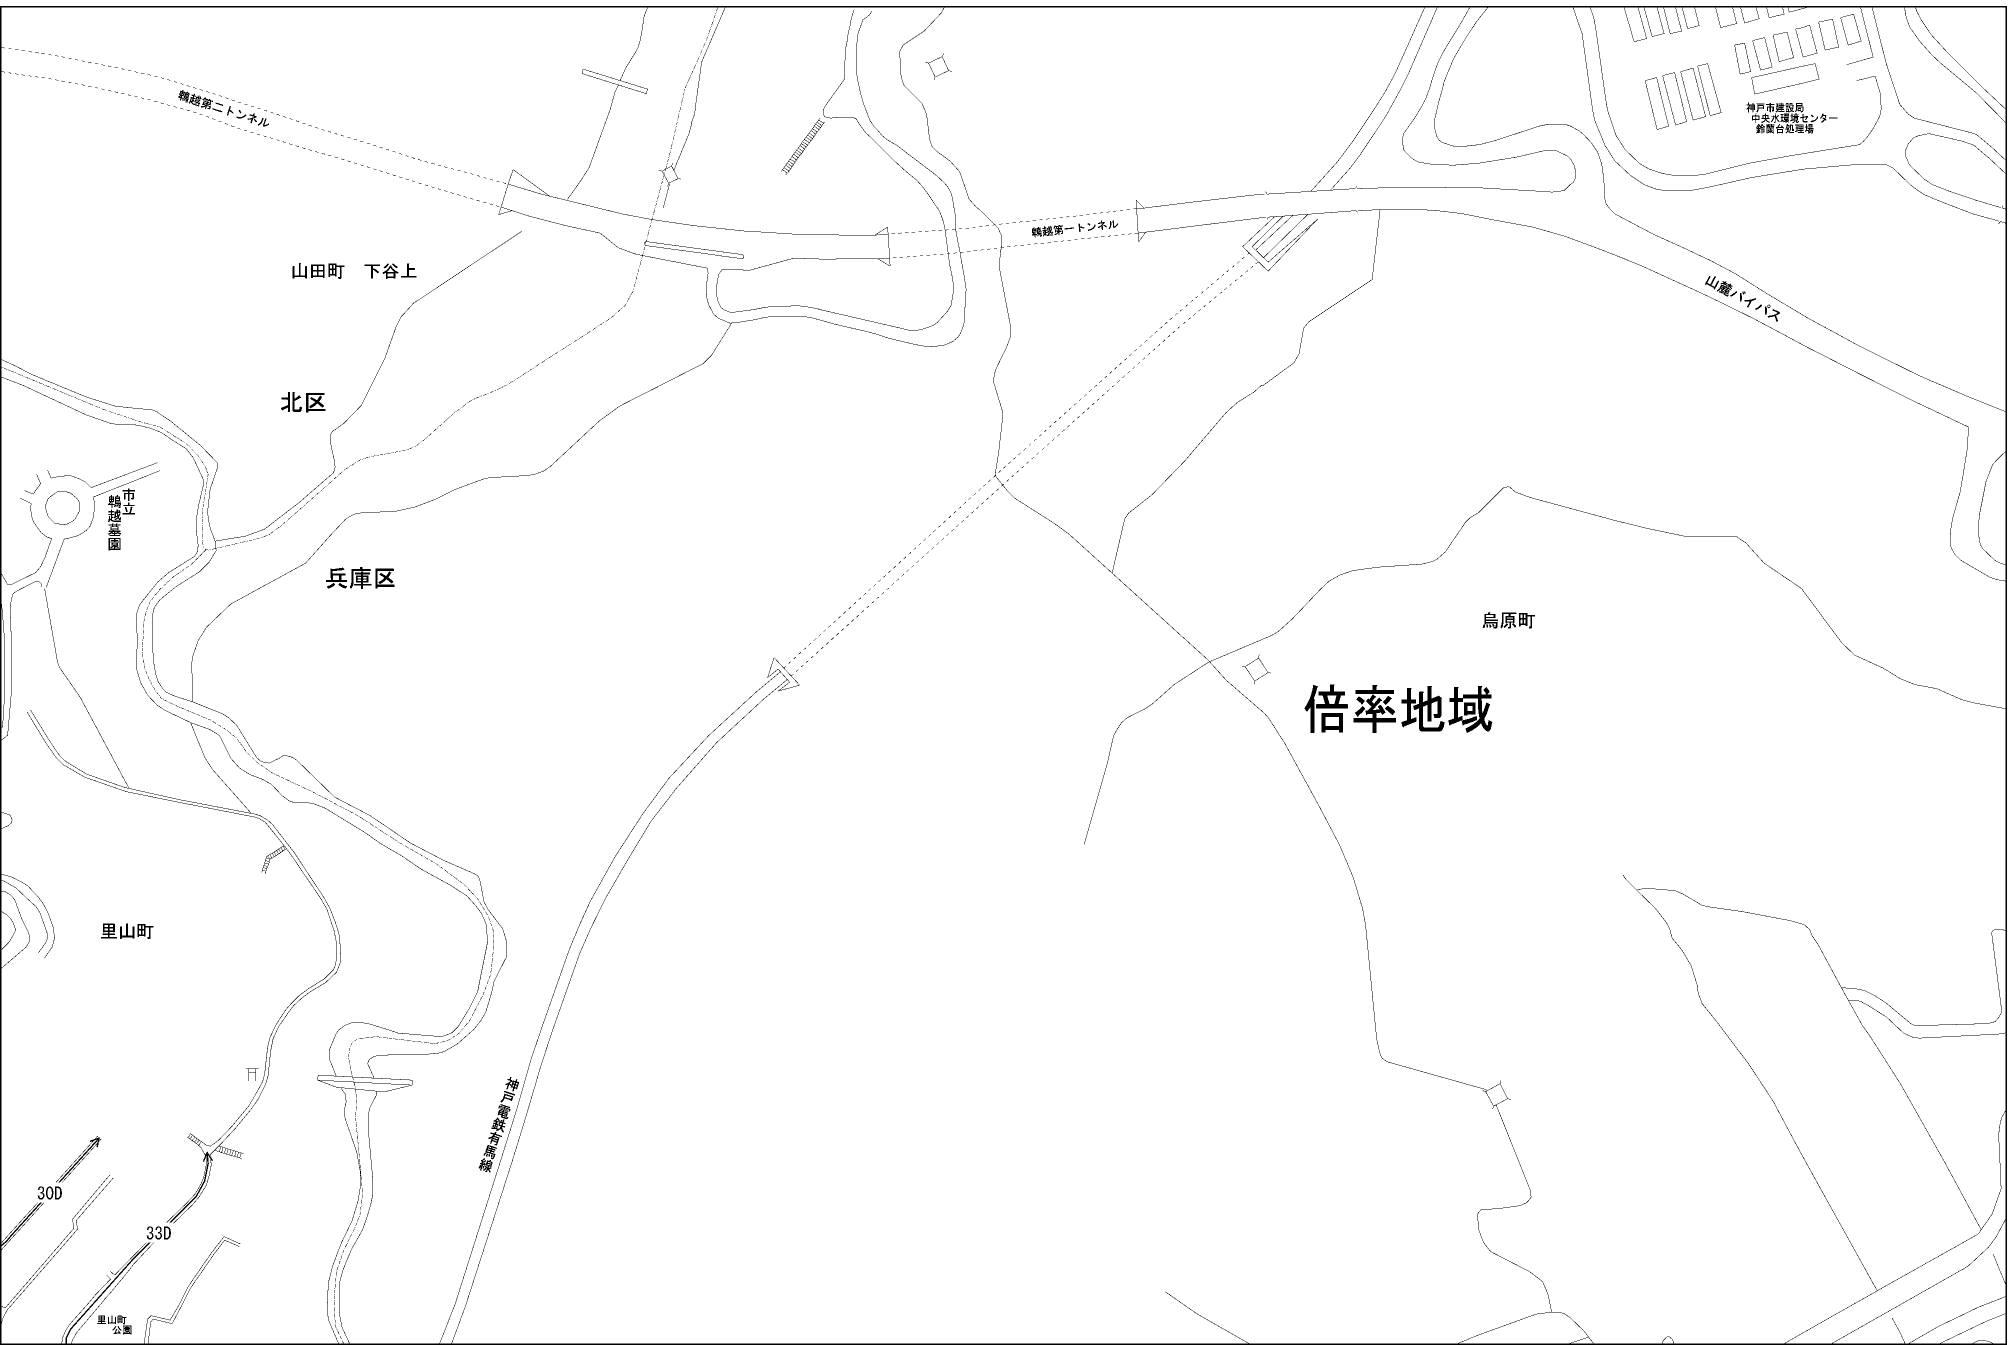 神戸市建設局
中央水環境センター
鈴蘭台処理場
鵯越第二トンネル
鵯越第一トンネル
山田町　下谷上
山麓バイパス
北区
市立
鵯越墓園
兵庫区
烏原町
倍率地域
里山町
神戸電鉄有馬線
30D
33D
里山町
公園